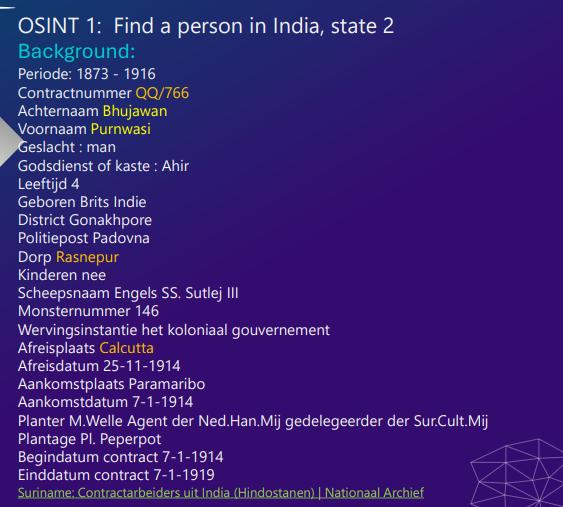 OSINT 1: Find a person in India, state 2
Background:
Periode: 1873 - 1916
Contractnummer QQ/766
Achternaam Bhujawan
Voornaam Purnwasi
Geslacht : man
Godsdienst of kaste : Ahir
Leeftijd 4
Geboren Brits Indie
District Gonakhpore
Politiepost Padovna
Dorp Rasnepur
Kinderen nee
Scheepsnaam Engels SS. Sutlej III
Monsternummer 146
Wervingsinstantie het koloniaal gouvernement
Afreisplaats Calcutta
Afreisdatum 25-11-1914
Aankomstplaats Paramaribo
Aankomstdatum 7-1-1914
Planter M.Welle Agent der Ned.Han.Mij gedelegeerder der Sur.Cult.Mij
Plantage Pl. Peperpot
Begindatum contract 7-1-1914
Einddatum contract 7-1-1919
Suriname: Contractarbeiders uit India (Hindostanen) | Nationaal Archief